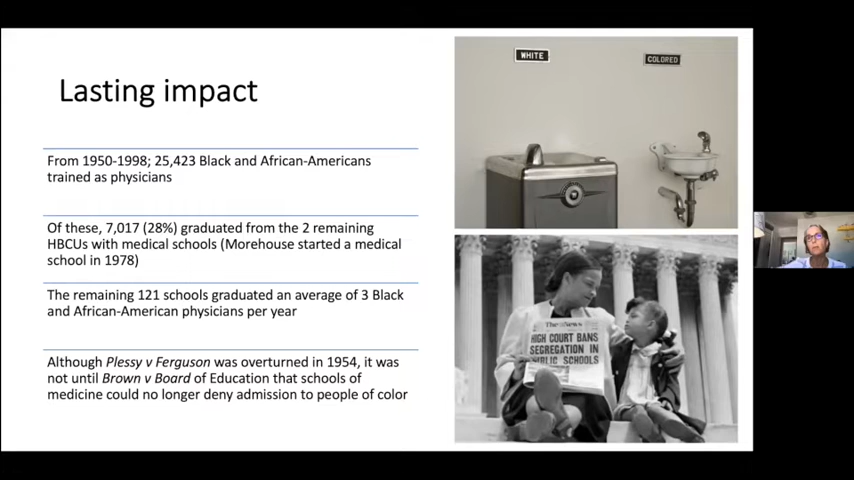 Lasting impact
From 1950-1998; 25,423 Black and African-Americans
trained as physicians
Of these, 7,017 (28%) graduated from the 2 remaining
HBCUs with medical schools (Morehouse started a medical
school in 1978)
The remaining 121 schools graduated an average of 3 Black
and African-American physicians per year
Although Plessy v Ferguson was overturned in 1954, it was
not until Brown v Board of Education that schools of
medicine could no longer deny admission to people of color
WHITE
COLORED
The News
HIGH COURT BANS
SEGREGATION IN
PUBLIC SCHOOLS